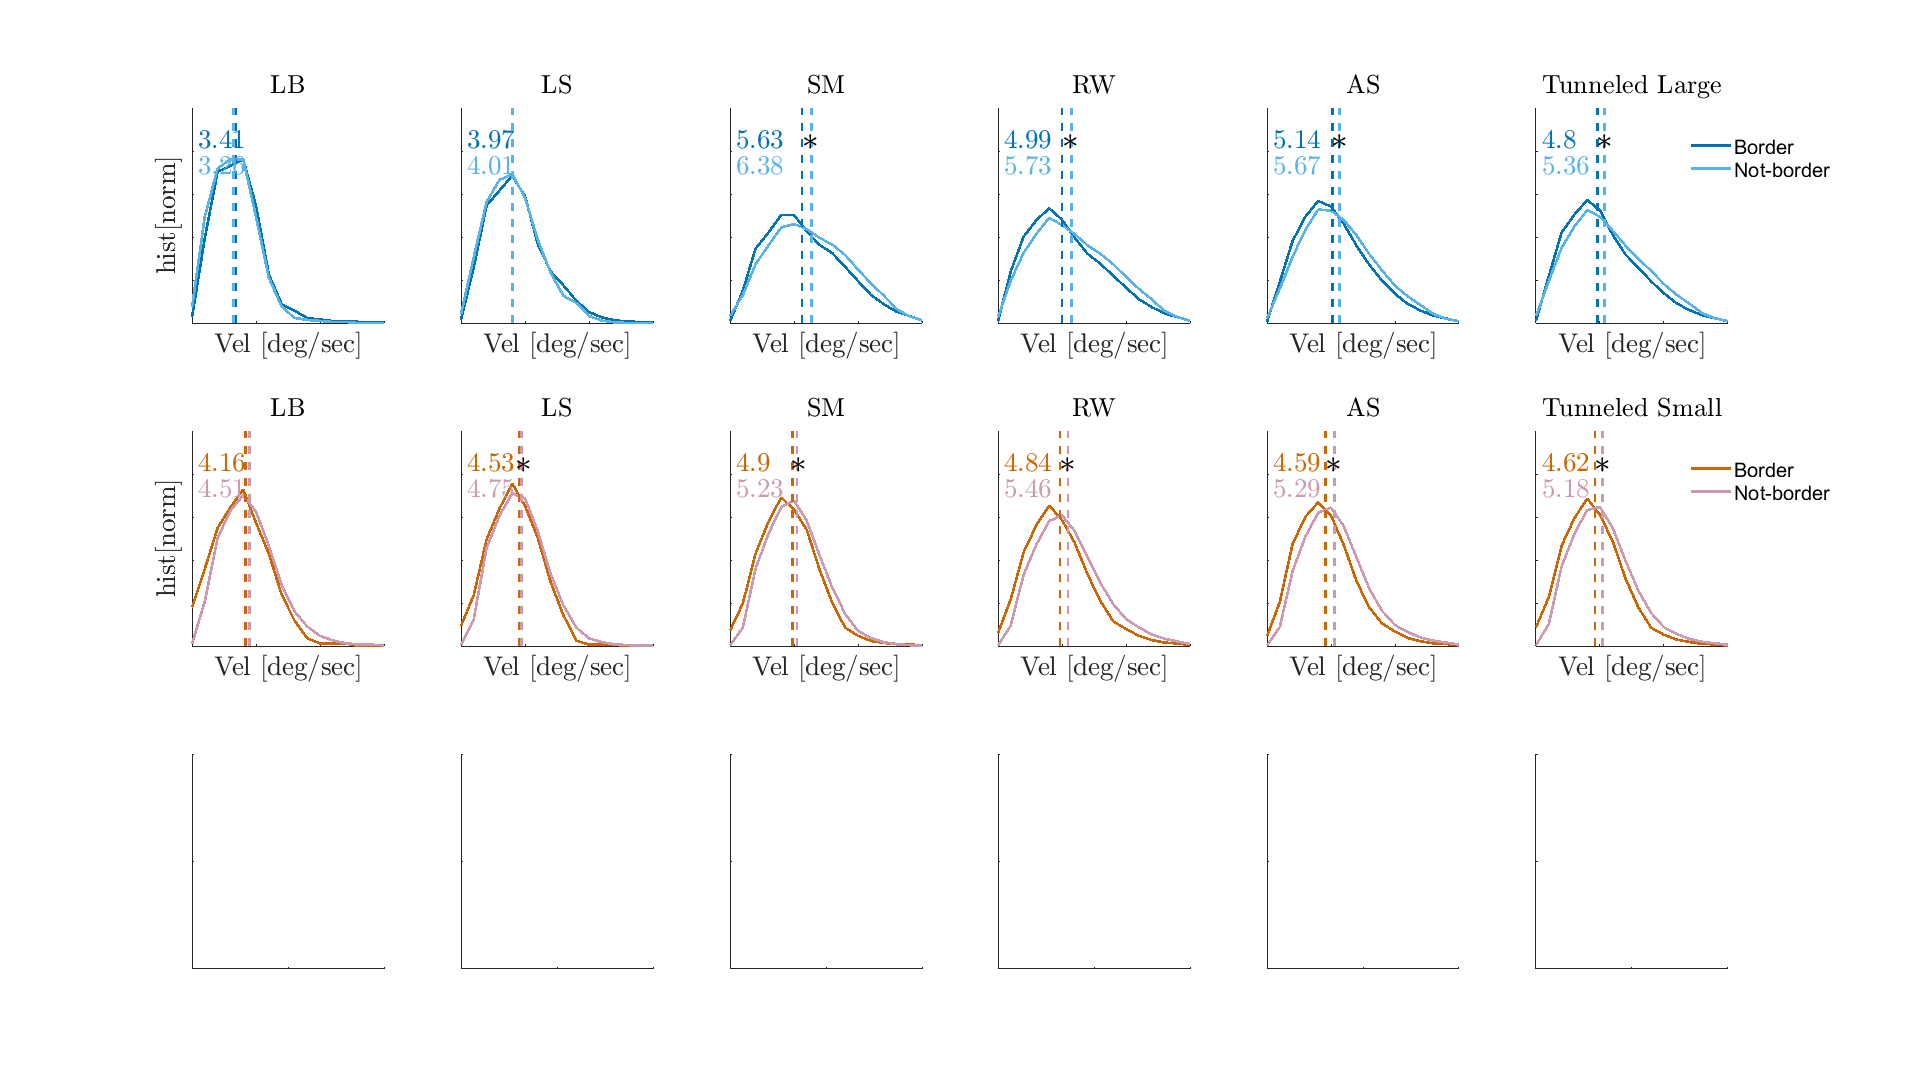 LB LS SM RW AS Tunneled Large
3.41 3.97 5.63 * 4.99 * 5.14 * 4.8 * Border
4.01 6.38 5.73 5.67 5.36 Not-border
hist[norm]
Vel [deg/sec] Vel [deg/sec] Vel [deg/sec] Vel [deg/sec] Vel [deg/sec] Vel [deg/sec]
LB LS SM RW AS Tunneled Small
4.16 4.53 * 4.9 * 4.84 * 4.59 * 4.62 * Border
4.51 4.75 5.23 5.46 5.29 5.18 Not-border
hist[norm]
Vel [deg/sec] Vel [deg/sec] Vel [deg/sec] Vel [deg/sec] Vel [deg/sec] Vel [deg/sec]